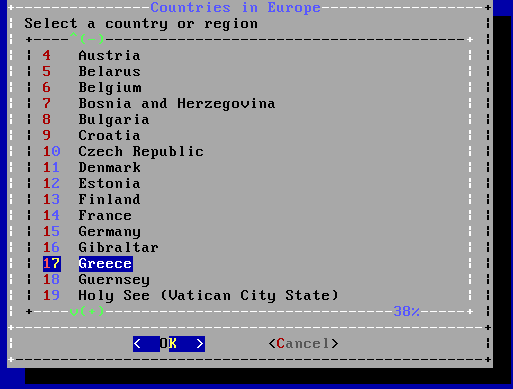 Countries in Europe
Select a country or region
^(-)
4 Austria
5 Belarus
6 Belgium
7 Bosnia and Herzegovina
8 Bulgaria
9 Croatia
10 Czech Republic
11 Denmark
12 Estonia
13 Finland
14 France
15 Germany
16 Gibraltar
17 Greece
18 Guernsey
19 Holy See (Vatican City State)
v(+) 38%
< OK > <Cancel>